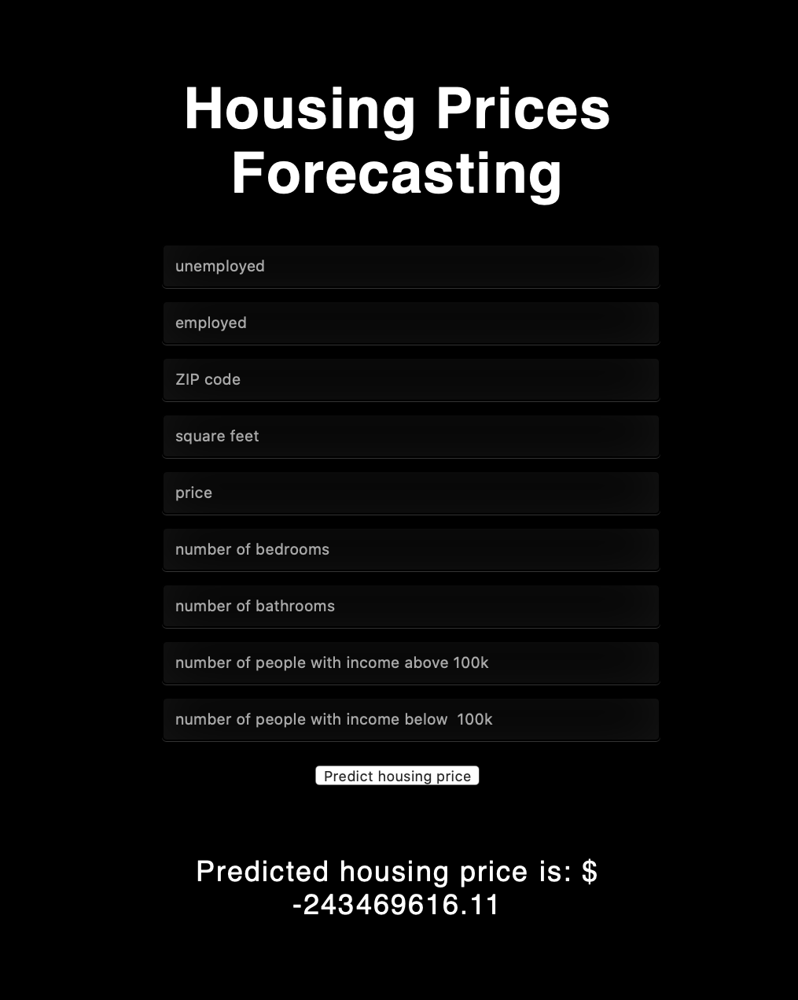 Housing Prices
Forecasting
unemployed
employed
ZIP code
square feet
price
number of bedrooms
number of bathrooms
number of people with income above 100k
number of people with income below  100k
Predict housing price
Predicted housing price is: $
-243469616.11